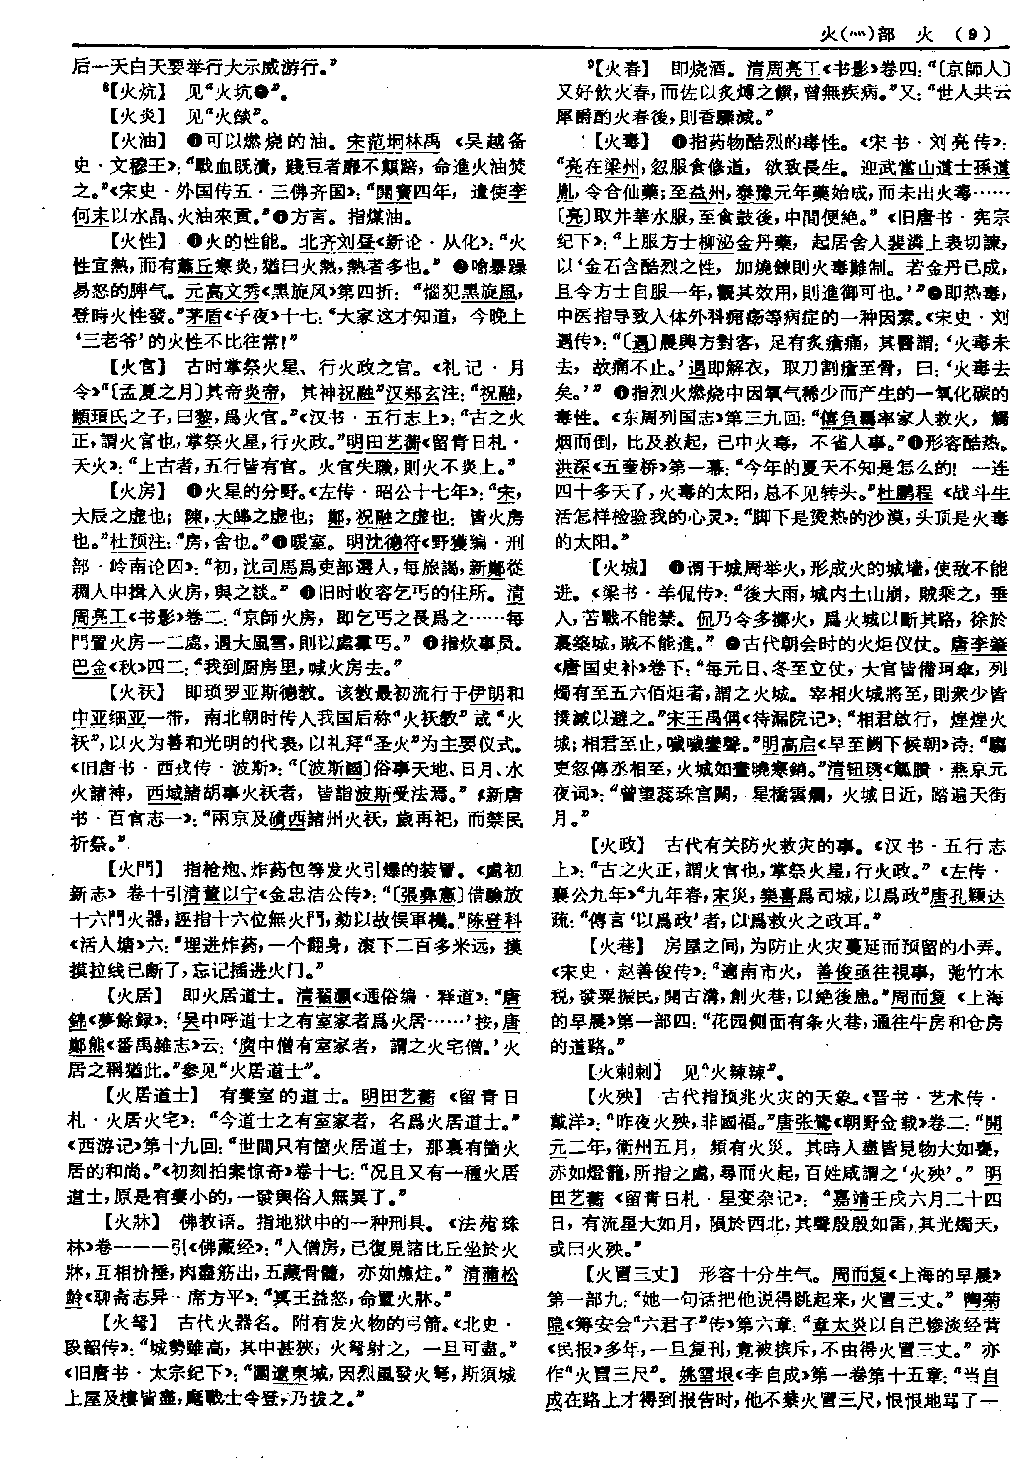 火(灬)部　火　（9）
后一天白天要举行大示威游行。”
⁸【火炕】　见“火坑❷”。
【火炎】　见“火燄”。
【火油】　❶可以燃烧的油。宋范坰林禹《吴越备
史·文穆王》：“戰血既漬，踐豆者靡不顛踣，命進火油焚
之。”《宋史·外国传五·三佛齐国》：“開寶四年，遣使李
何末以水晶、火油來貢。”❷方言。指煤油。
【火性】　❶火的性能。北齐刘昼《新论·从化》：“火
性宜熱，而有蕭丘寒炎，猶曰火熱，熱者多也。”❷喻暴躁
易怒的脾气。元高文秀《黑旋风》第四折：“惱犯黑旋風，
登時火性發。”茅盾《子夜》十七：“大家这才知道，今晚上
‘三老爷’的火性不比往常！”
【火官】　古时掌祭火星、行火政之官。《礼记·月
令》“〔孟夏之月〕其帝炎帝，其神祝融”汉郑玄注：“祝融，
顓頊氏之子，曰黎，爲火官。”《汉书·五行志上》：“古之火
正，謂火官也，掌祭火星，行火政。”明田艺蘅《留青日札·
天火》：“上古者，五行皆有官。火官失職，則火不炎上。”
【火房】　❶火星的分野。《左传·昭公十七年》：“宋，
大辰之虚也；陳，大皞之虚也；鄭，祝融之虚也：皆火房
也。”杜预注：“房，舍也。”❷暖室。明沈德符《野獲编·刑
部·岭南论囚》：“初，沈司馬爲吏部選人，每旅謁，新鄭從
稠人中揖入火房，與之談。”❸旧时收容乞丐的住所。清
周亮工《书影》卷二：“京師火房，即乞丐之長爲之……每
門置火房一二處，遇大風雪，則以處羣丐。”❹指炊事员。
巴金《秋》四二：“我到厨房里，喊火房去。”
【火祆】　即琐罗亚斯德教。该教最初流行于伊朗和
中亚细亚一带，南北朝时传入我国后称“火祆教”或“火
祆”，以火为善和光明的代表，以礼拜“圣火”为主要仪式。
《旧唐书·西戎传·波斯》：“〔波斯國〕俗事天地、日月、水
火諸神，西域諸胡事火祆者，皆詣波斯受法焉。”《新唐
书·百官志一》：“兩京及磧西諸州火祆，歲再祀，而禁民
祈祭。”
【火門】　指枪炮、炸药包等发火引爆的装置。《虞初
新志》卷十引清董以宁《金忠洁公传》：“〔張彝憲〕借驗放
十六門火器，誣指十六位無火門，劾以故悮軍機。”陈登科
《活人塘》六：“埋进炸药，一个翻身，滚下二百多米远，摸
摸拉线已断了，忘记插进火门。”
【火居】　即火居道士。清翟灏《通俗编·释道》：“唐
錦《夢餘録》：‘吴中呼道士之有室家者爲火居……’按，唐
鄭熊《番禺雜志》云：‘廣中僧有室家者，謂之火宅僧。’火
居之稱猶此。”参见“火居道士”。
【火居道士】　有妻室的道士。明田艺蘅《留青日
札·火居火宅》：“今道士之有室家者，名爲火居道士。”
《西游记》第十九回：“世間只有箇火居道士，那裏有箇火
居的和尚。”《初刻拍案惊奇》卷十七：“况且又有一種火居
道士，原是有妻小的，一發與俗人無異了。”
【火牀】　佛教语。指地狱中的一种刑具。《法苑珠
林》卷一一一引《佛藏经》：“人僧房，已復見諸比丘坐於火
牀，互相扴捶，肉盡筋出，五藏骨髓，亦如燋炷。”清蒲松
龄《聊斋志异·席方平》：“冥王益怒，命置火牀。”
【火弩】　古代火器名。附有发火物的弓箭。《北史·
段韶传》：“城勢雖高，其中甚狹，火弩射之，一旦可盡。”
《旧唐书·太宗纪下》：“圍遼東城，因烈風發火弩，斯須城
上屋及樓皆盡，麾戰士令登，乃拔之。”
⁹【火春】　即烧酒。清周亮工《书影》卷四：“〔京師人〕
又好飲火春，而佐以炙煿之饌，曾無疾病。”又：“世人共云
犀爵酌火春後，則香驟減。”
【火毒】　❶指药物酷烈的毒性。《宋书·刘亮传》：
“亮在梁州，忽服食修道，欲致長生。迎武當山道士孫道
胤，令合仙藥；至益州，泰豫元年藥始成，而未出火毒……
〔亮〕取井華水服，至食鼓後，中間便絶。”《旧唐书·宪宗
纪下》：“上服方士柳泌金丹藥，起居舍人裴潾上表切諫，
以‘金石含酷烈之性，加燒鍊則火毒難制。若金丹已成，
且令方士自服一年，觀其效用，則進御可也。’”❷即热毒，
中医指导致人体外科痈疡等病症的一种因素。《宋史·刘
遇传》：“〔遇〕晨興方對客，足有炙瘡痛，其醫謂：‘火毒未
去，故痛不止。’遇即解衣，取刀割瘡至骨，曰：‘火毒去
矣。’”❸指烈火燃烧中因氧气稀少而产生的一氧化碳的
毒性。《东周列国志》第三九回：“僖負羈率家人救火，觸
烟而倒，比及救起，已中火毒，不省人事。”❹形容酷热。
洪深《五奎桥》第一幕：“今年的夏天不知是怎么的！一连
四十多天了，火毒的太阳，总不见转头。”杜鹏程《战斗生
活怎样检验我的心灵》：“脚下是烫热的沙漠，头顶是火毒
的太阳。”
【火城】　❶谓于城周举火，形成火的城墙，使敌不能
进。《梁书·羊侃传》：“後大雨，城内土山崩，賊乘之，垂
人，苦戰不能禁。侃乃令多擲火，爲火城以斷其路，徐於
裏築城，賊不能進。”❷古代朝会时的火炬仪仗。唐李肇
《唐国史补》卷下：“每元日、冬至立仗，大官皆備珂傘，列
燭有至五六佰炬者，謂之火城。宰相火城將至，則衆少皆
撲滅以避之。”宋王禹偁《待漏院记》：“相君啟行，煌煌火
城；相君至止，噦噦鑾聲。”明高启《早至阙下候朝》诗：“騶
吏忽傳丞相至，火城如晝曉寒銷。”清钮琇《觚賸·燕京元
夜词》：“曾望蕊珠宫闕，星橋雲爛，火城日近，踏遍天街
月。”
【火政】　古代有关防火救灾的事。《汉书·五行志
上》：“古之火正，謂火官也，掌祭火星，行火政。”《左传·
襄公九年》“九年春，宋災，樂喜爲司城，以爲政”唐孔颖达
疏：“傳言‘以爲政’者，以爲救火之政耳。”
【火巷】　房屋之间，为防止火灾蔓延而预留的小弄。
《宋史·赵善俊传》：“適南市火，善俊亟往視事，弛竹木
税，發粟振民，開古溝，創火巷，以絶後患。”周而复《上海
的早晨》第一部四：“花园侧面有条火巷，通往牛房和仓房
的道路。”
【火剌剌】　见“火辣辣”。
【火殃】　古代指预兆火灾的天象。《晋书·艺术传·
戴洋》：“昨夜火殃，非國福。”唐张鷟《朝野佥载》卷二：“開
元二年，衡州五月，頻有火災。其時人盡皆見物大如甕，
亦如燈籠，所指之處，尋而火起，百姓咸謂之‘火殃’。”明
田艺蘅《留青日札·星变杂记》：“嘉靖壬戌六月二十四
日，有流星大如月，隕於西北，其聲殷殷如雷，其光燭天，
或曰火殃。”
【火冒三丈】　形容十分生气。周而复《上海的早晨》
第一部九：“她一句话把他说得跳起来，火冒三丈。”陶菊
隐《筹安会“六君子”传》第六章：“章太炎以自己惨淡经营
《民报》多年，一旦复刊，竟被摈斥，不由得火冒三丈。”亦
作“火冒三尺”。姚雪垠《李自成》第一卷第十五章：“当自
成在路上才得到报告时，他不禁火冒三尺，恨恨地骂了一